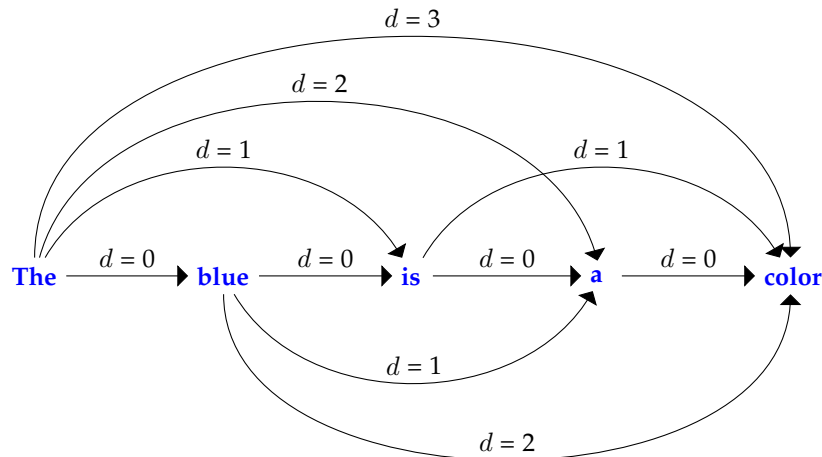 d = 3
d = 2
d = 1 d = 1
d = 0 d = 0 d = 0 d = 0
The blue is a color
d = 1
d = 2